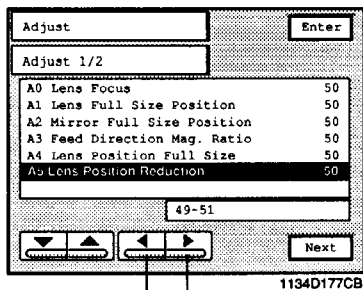 Adjust Enter
Adjust 1/2
A0 Lens Focus 50
A1 Lens Full Size Position 50
A2 Mirror Full Size Position 50
A3 Feed Direction Mag. Ratio 50
A4 Lens Position Full Size 50
A5 Lens Position Reduction 50
49-51
Next
1134D177CB